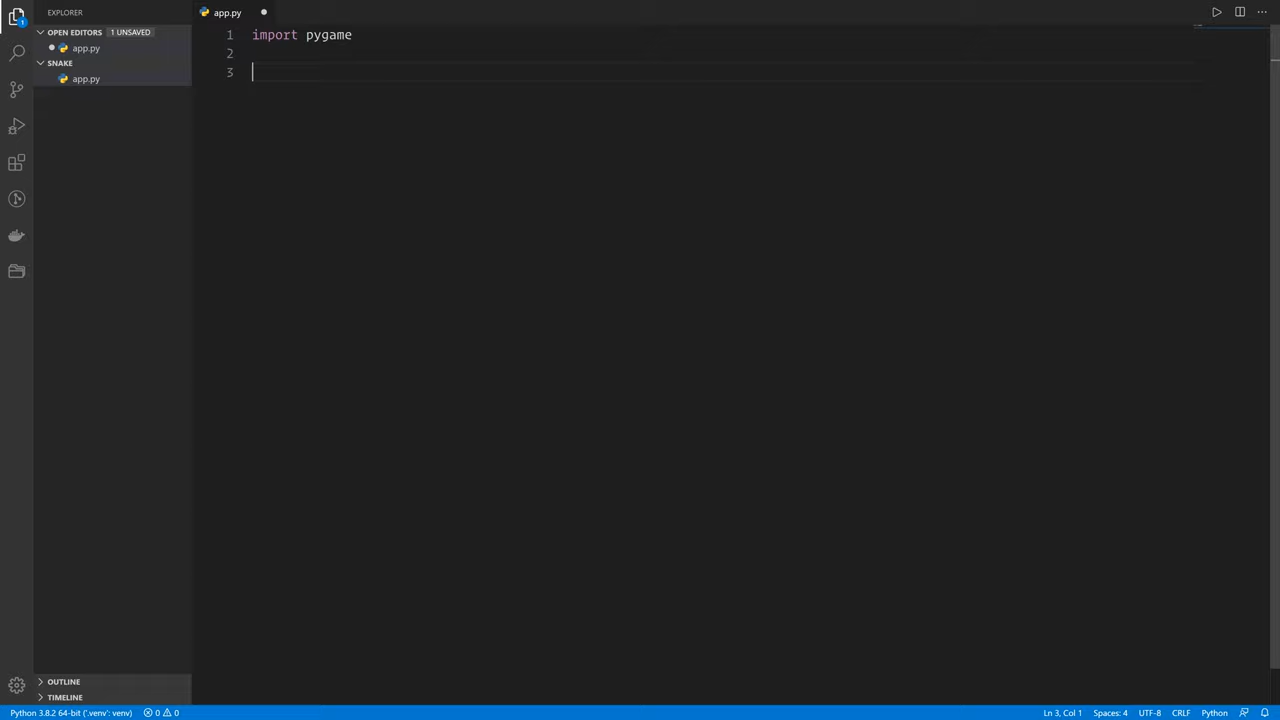 EXPLORER
OPEN EDITORS 1 UNSAVED
app.py
SNAKE
app.py
OUTLINE
TIMELINE
1
app.py
1 import pygame
2
3
Python 3.8.2 64-bit ('.venv': venv) 0 0 Ln 3, Col 1 Spaces: 4 UTF-8 CRLF Python